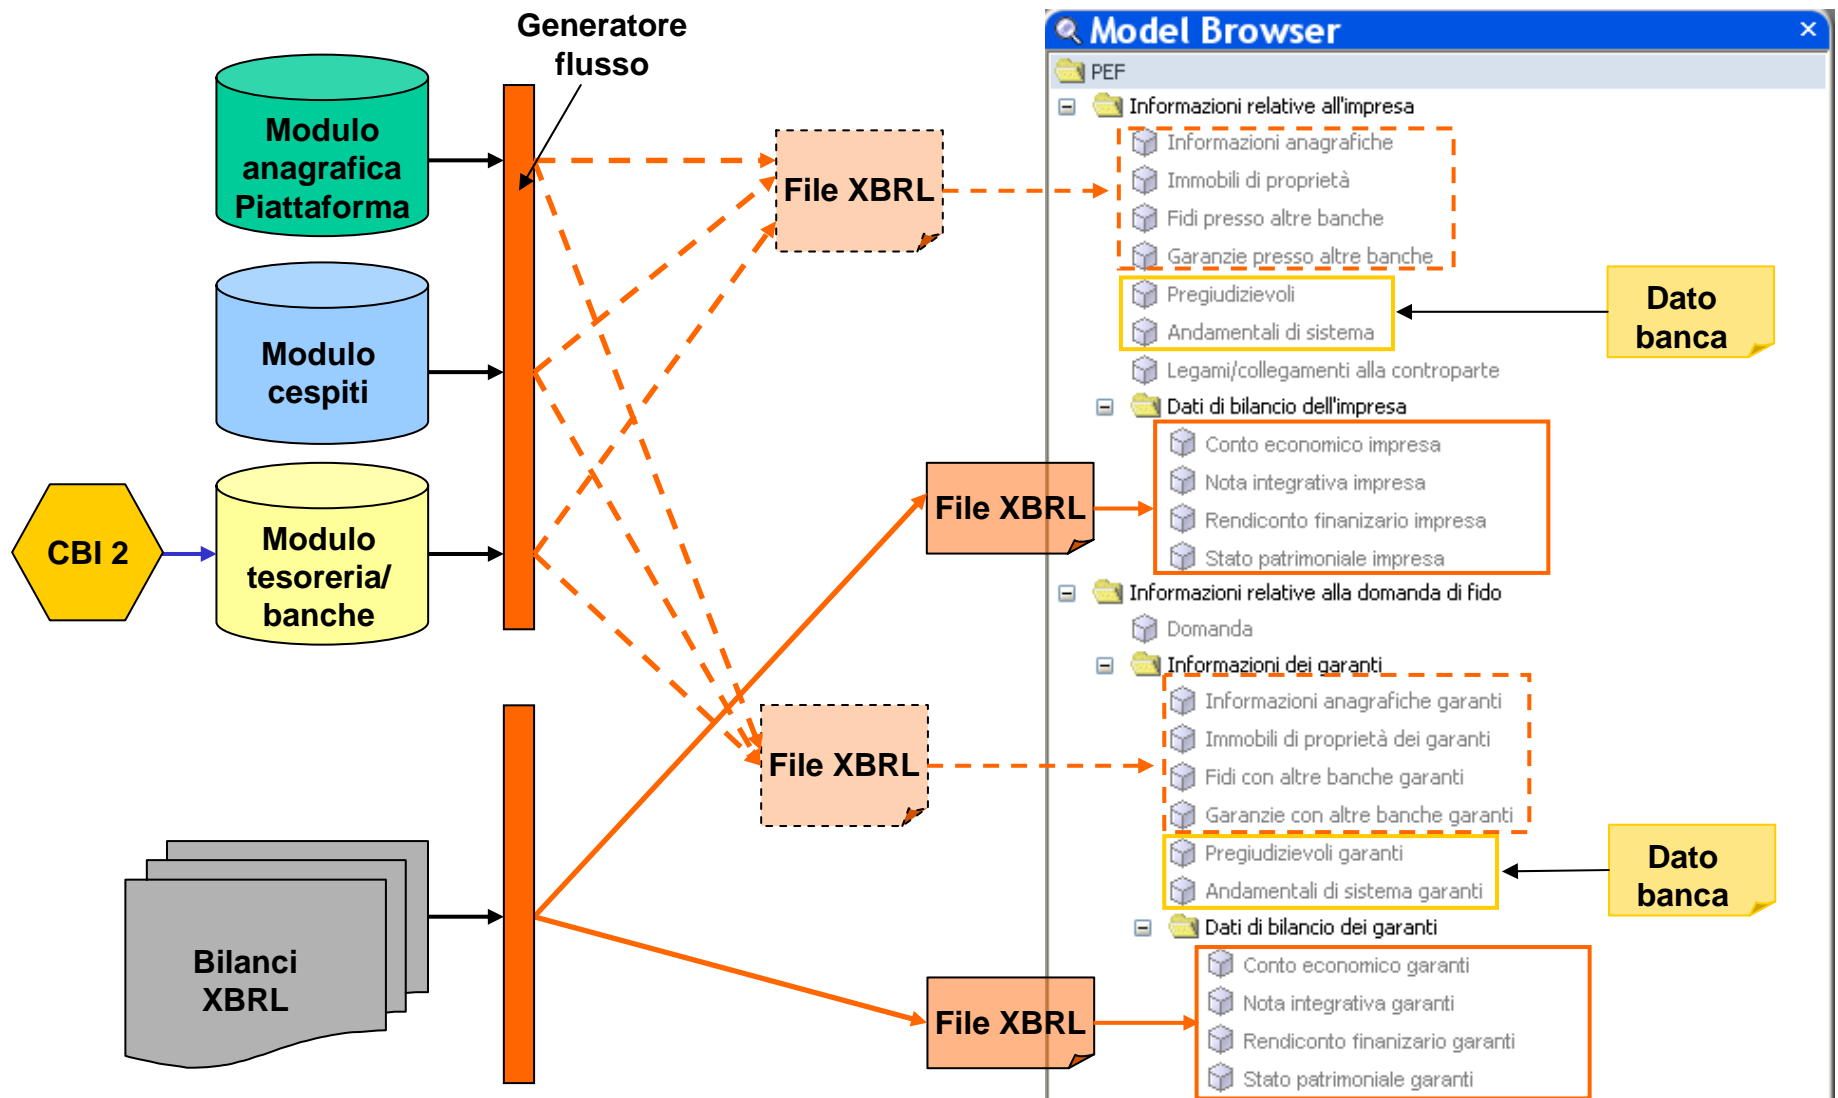 Generatore
flusso
Modulo
anagrafica
Piattaforma
Modulo
cespiti
CBI 2
Modulo
tesoreria/
banche
Bilanci
XBRL
File XBRL
File XBRL
File XBRL
File XBRL
Model Browser
PEF
Informazioni relative all'impresa
Informazioni anagrafiche
Immobili di proprietà
Fidi presso altre banche
Garanzie presso altre banche
Pregiudizievoli
Andamentali di sistema
Legami/collegamenti alla controparte
Dati di bilancio dell'impresa
Conto economico impresa
Nota integrativa impresa
Rendiconto finanizario impresa
Stato patrimoniale impresa
Informazioni relative alla domanda di fido
Domanda
Informazioni dei garanti
Informazioni anagrafiche garanti
Immobili di proprietà dei garanti
Fidi con altre banche garanti
Garanzie con altre banche garanti
Pregiudizievoli garanti
Andamentali di sistema garanti
Dati di bilancio dei garanti
Conto economico garanti
Nota integrativa garanti
Rendiconto finanizario garanti
Stato patrimoniale garanti
Dato
banca
Dato
banca